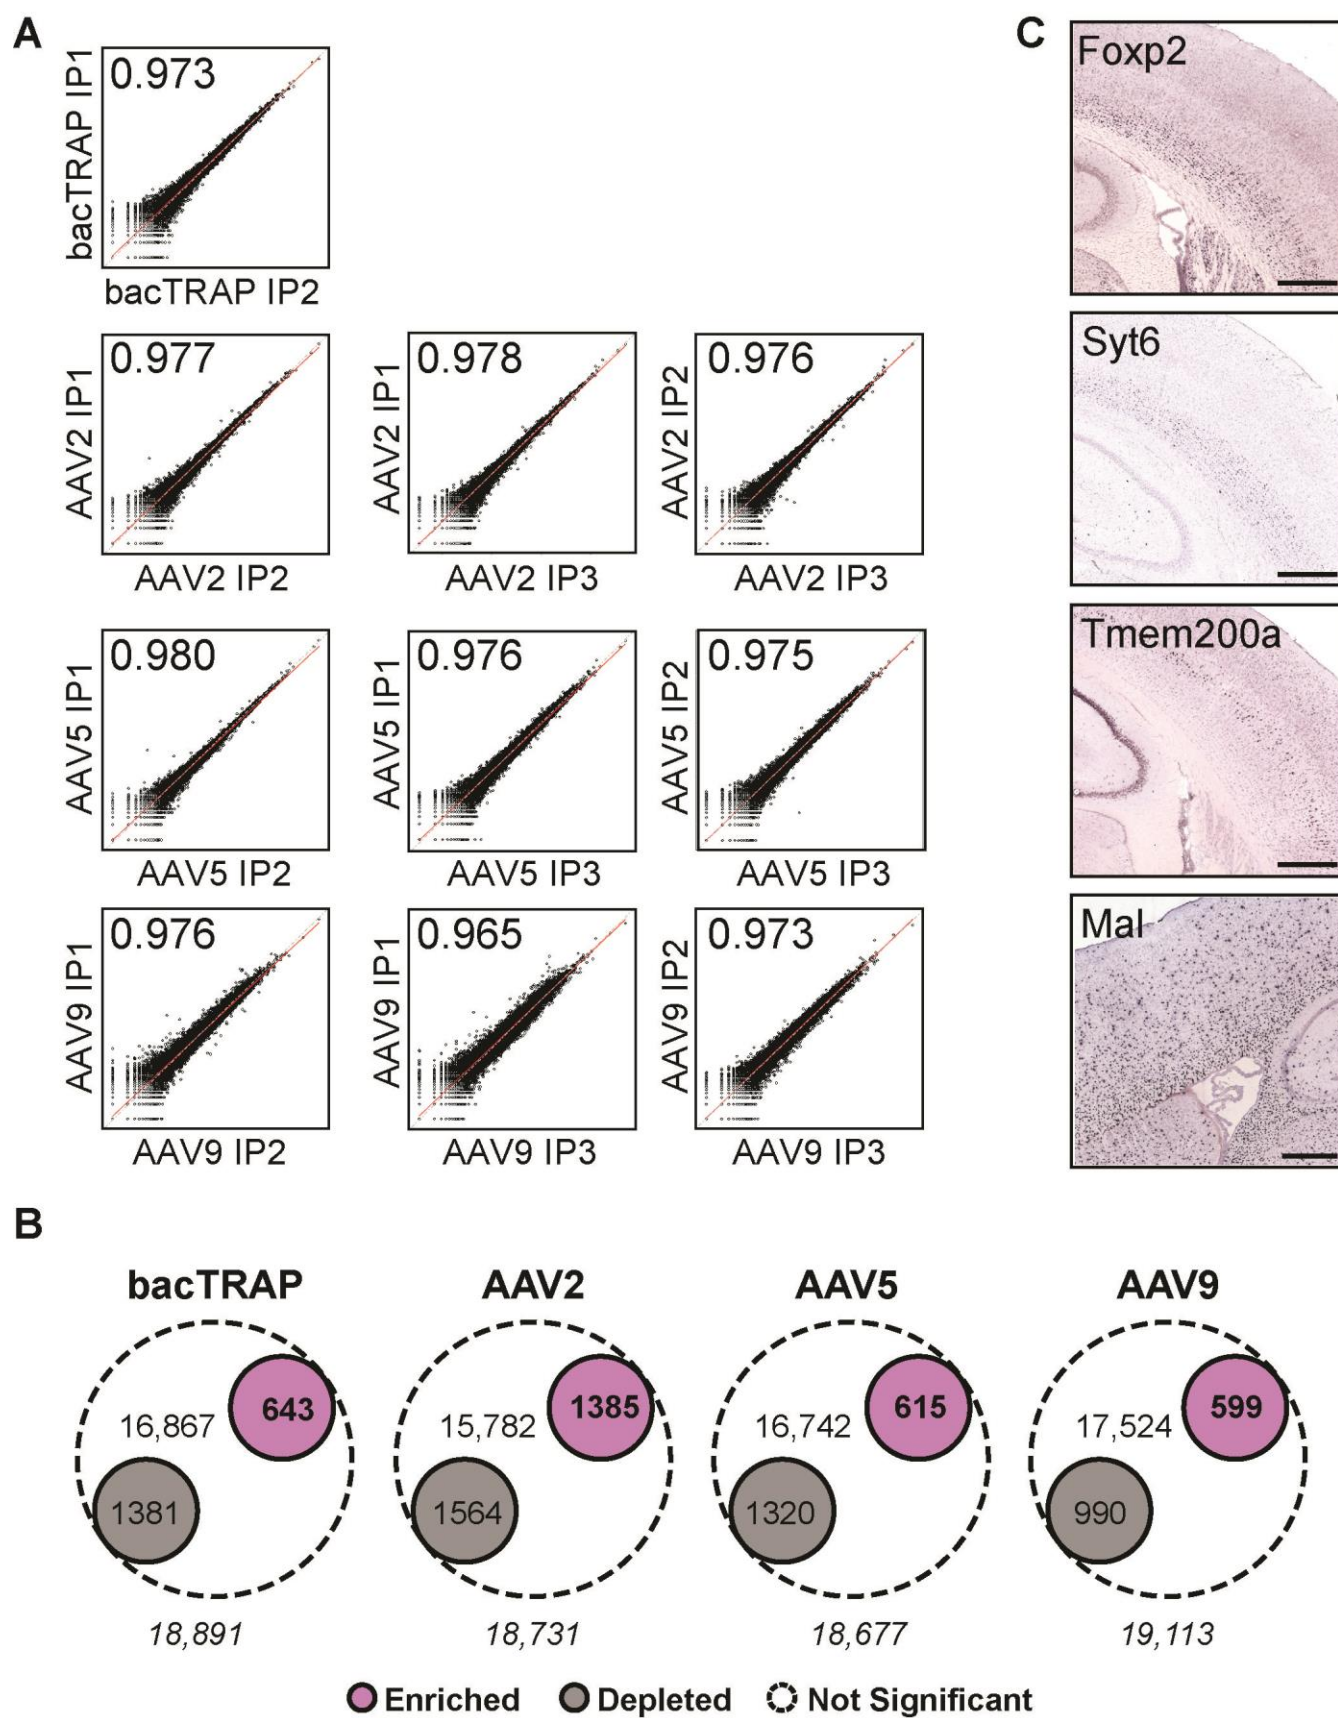 A
C
bacTRAP IP1
0.973
bacTRAP IP2
Foxp2
AAV2 IP1
0.977
AAV2 IP2
AAV2 IP1
0.978
AAV2 IP3
AAV2 IP2
0.976
AAV2 IP3
Syt6
AAV5 IP1
0.980
AAV5 IP2
AAV5 IP1
0.976
AAV5 IP3
AAV5 IP2
0.975
AAV5 IP3
Tmem200a
AAV9 IP1
0.976
AAV9 IP2
AAV9 IP1
0.965
AAV9 IP3
AAV9 IP2
0.973
AAV9 IP3
Mal
B
bacTRAP
16,867
643
1381
18,891
AAV2
15,782
1385
1564
18,731
AAV5
16,742
615
1320
18,677
AAV9
17,524
599
990
19,113
Enriched
Depleted
Not Significant